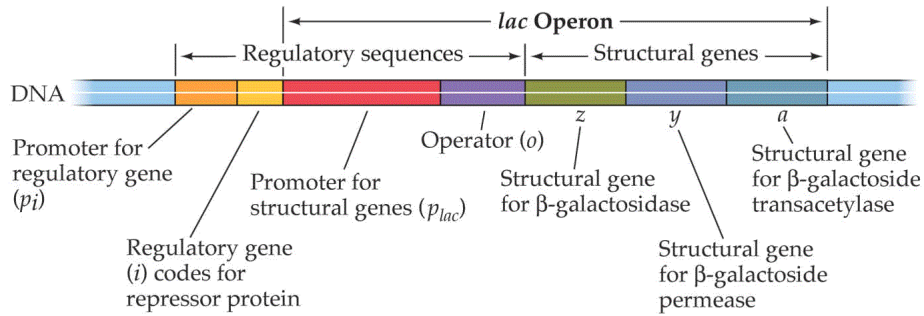 lac Operon
Regulatory sequences
Structural genes
DNA
z
y
a
Promoter for
regulatory gene
(pi)
Regulatory gene
(i) codes for
repressor protein
Promoter for
structural genes (plac)
Operator (o)
Structural gene
for β-galactosidase
Structural gene
for β-galactoside
permease
Structural gene
for β-galactoside
transacetylase